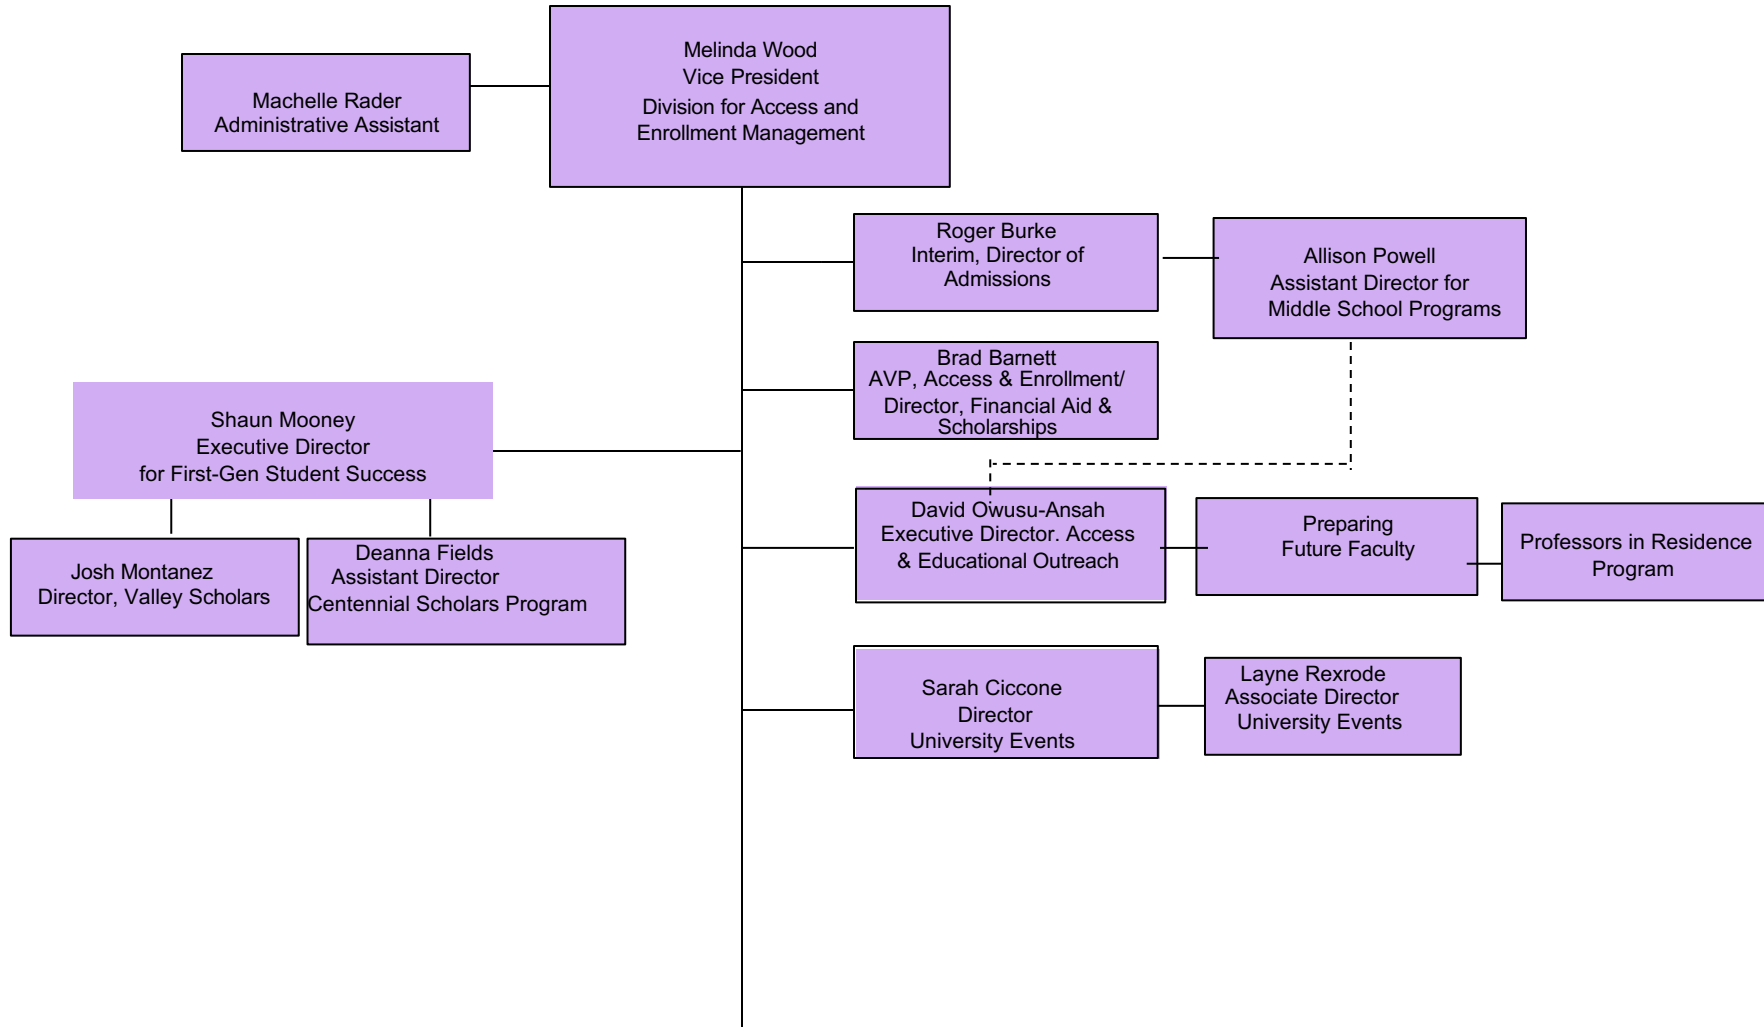 Melinda Wood
Vice President
Division for Access and
Enrollment Management
Machelle Rader
Administrative Assistant
Roger Burke
Interim, Director of
Admissions
Allison Powell
Assistant Director for
Middle School Programs
Brad Barnett
AVP, Access & Enrollment/
Director, Financial Aid &
Scholarships
Shaun Mooney
Executive Director
for First-Gen Student Success
Josh Montanez
Director, Valley Scholars
Deanna Fields
Assistant Director
Centennial Scholars Program
David Owusu-Ansah
Executive Director. Access
& Educational Outreach
Preparing
Future Faculty
Professors in Residence
Program
Sarah Ciccone
Director
University Events
Layne Rexrode
Associate Director
University Events